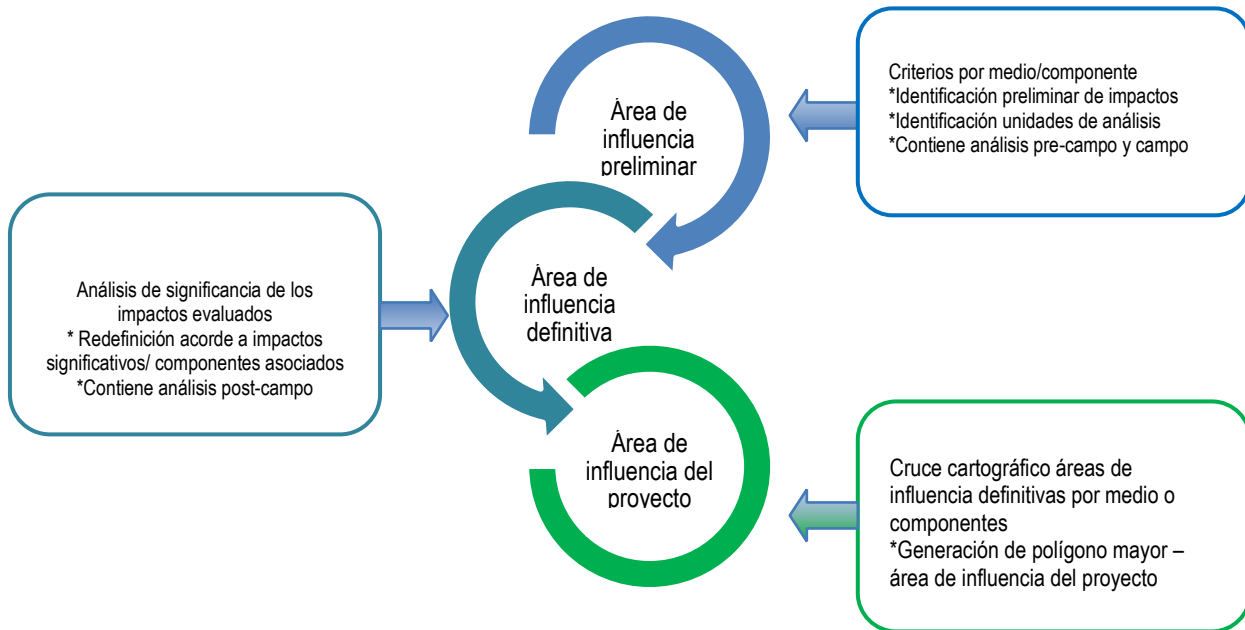 Área de
influencia
preliminar
Criterios por medio/componente
*Identificación preliminar de impactos
*Identificación unidades de análisis
*Contiene análisis pre-campo y campo
Análisis de significancia de los
impactos evaluados
* Redefinición acorde a impactos
significativos/ componentes asociados
*Contiene análisis post-campo
Área de
influencia
definitiva
Área de
influencia del
proyecto
Cruce cartográfico áreas de
influencia definitivas por medio o
componentes
*Generación de polígono mayor –
área de influencia del proyecto